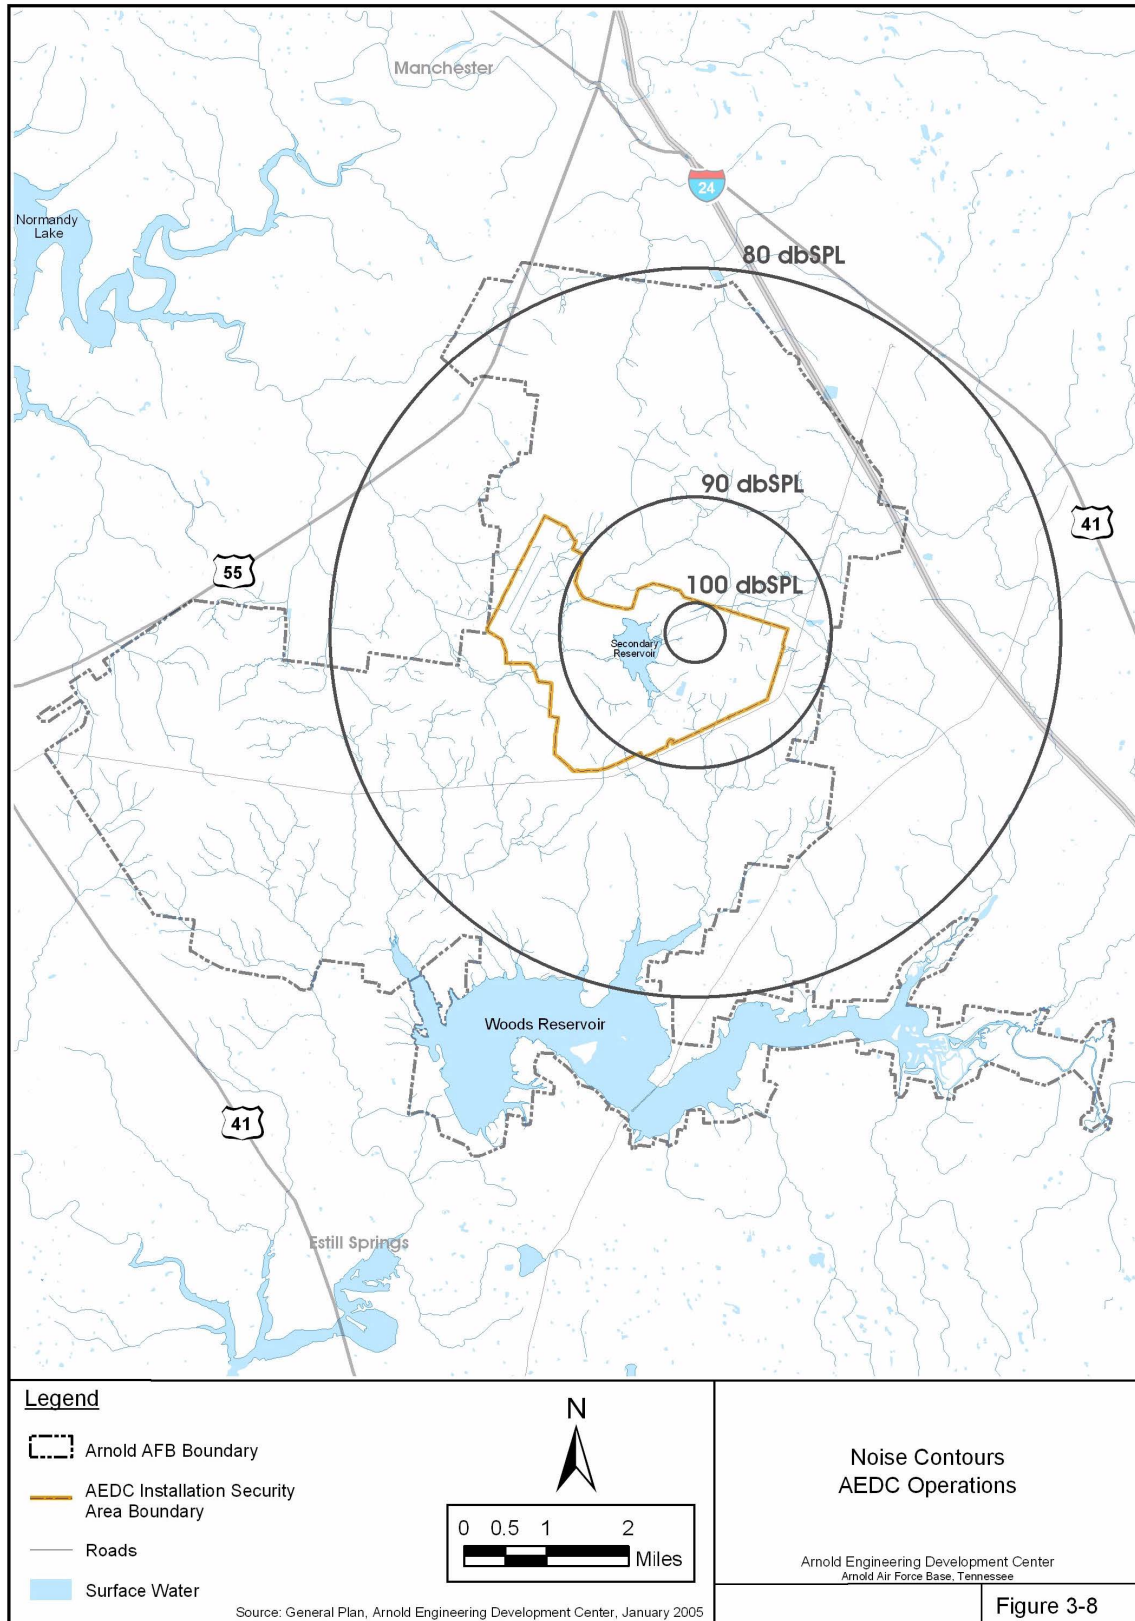 Manchester
24
Normandy
Lake
80 dbSPL
90 dbSPL
41
55
100 dbSPL
Secondary
Reservoir
Woods Reservoir
41
Estill Springs
Legend
Arnold AFB Boundary
AEDC Installation Security
Area Boundary
Roads
Surface Water
N
0 0.5 1 2
Miles
Source: General Plan, Arnold Engineering Development Center, January 2005
Noise Contours
AEDC Operations
Arnold Engineering Development Center
Arnold Air Force Base, Tennessee
Figure 3-8